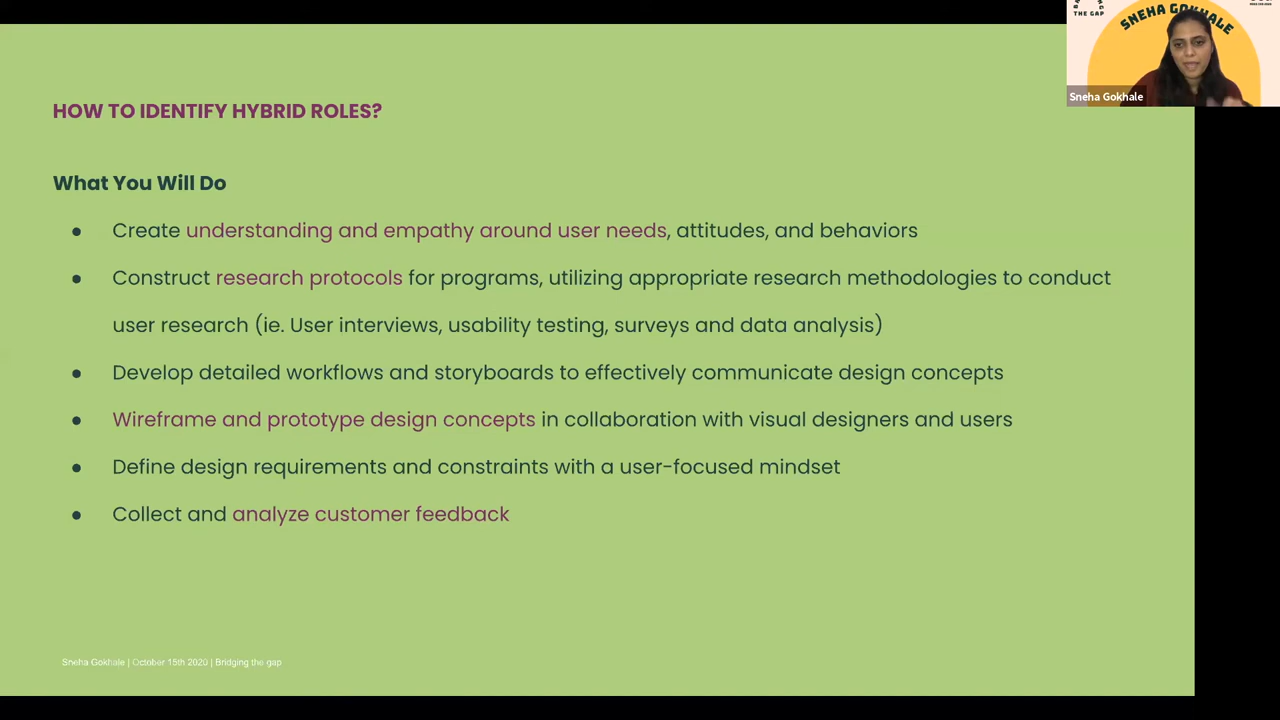 THE GAP
SNEHA GOKHALE
Sneha Gokhale
HOW TO IDENTIFY HYBRID ROLES?
What You Will Do
● Create understanding and empathy around user needs, attitudes, and behaviors
● Construct research protocols for programs, utilizing appropriate research methodologies to conduct
user research (ie. User interviews, usability testing, surveys and data analysis)
● Develop detailed workflows and storyboards to effectively communicate design concepts
● Wireframe and prototype design concepts in collaboration with visual designers and users
● Define design requirements and constraints with a user-focused mindset
● Collect and analyze customer feedback
Sneha Gokhale | October 15th 2020 | Bridging the gap